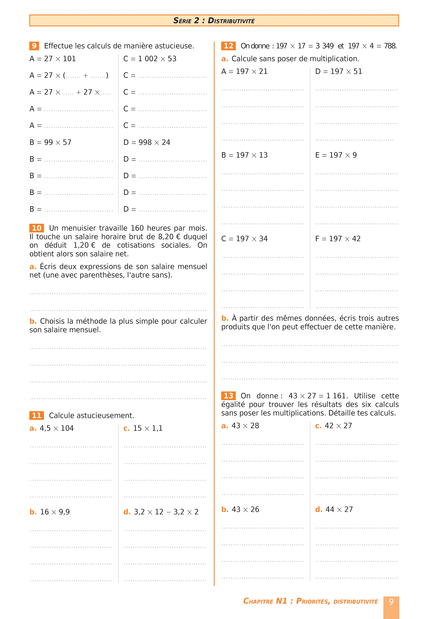 SÉRIE 2 : DISTRIBUTIVITÉ
9 Effectue les calculs de manière astucieuse.
A = 27 × 101
C = 1 002 × 53
A = 27 × (...... + .......)
C = ..............................
A = 27 × ..... + 27 × .....
C = ..............................
A = ..............................
C = ..............................
A = ..............................
C = ..............................
B = 99 × 57
D = 998 × 24
B = ..............................
D = ..............................
B = ..............................
D = ..............................
B = ..............................
D = ..............................
B = ..............................
D = ..............................
10 Un menuisier travaille 160 heures par mois.
Il touche un salaire horaire brut de 8,20 € duquel
on déduit 1,20 € de cotisations sociales. On
obtient alors son salaire net.
a. Écris deux expressions de son salaire mensuel
net (une avec parenthèses, l'autre sans).
b. Choisis la méthode la plus simple pour calculer
son salaire mensuel.
11 Calcule astucieusement.
a. 4,5 × 104
c. 15 × 1,1
b. 16 × 9,9
d. 3,2 × 12 − 3,2 × 2
12 On donne : 197 × 17 = 3 349 et 197 × 4 = 788.
a. Calcule sans poser de multiplication.
A = 197 × 21
D = 197 × 51
B = 197 × 13
E = 197 × 9
C = 197 × 34
F = 197 × 42
b. À partir des mêmes données, écris trois autres
produits que l'on peut effectuer de cette manière.
13 On donne : 43 × 27 = 1 161. Utilise cette
égalité pour trouver les résultats des six calculs
sans poser les multiplications. Détaille tes calculs.
a. 43 × 28
c. 42 × 27
b. 43 × 26
d. 44 × 27
CHAPITRE N1 : PRIORITÉS, DISTRIBUTIVITÉ 9